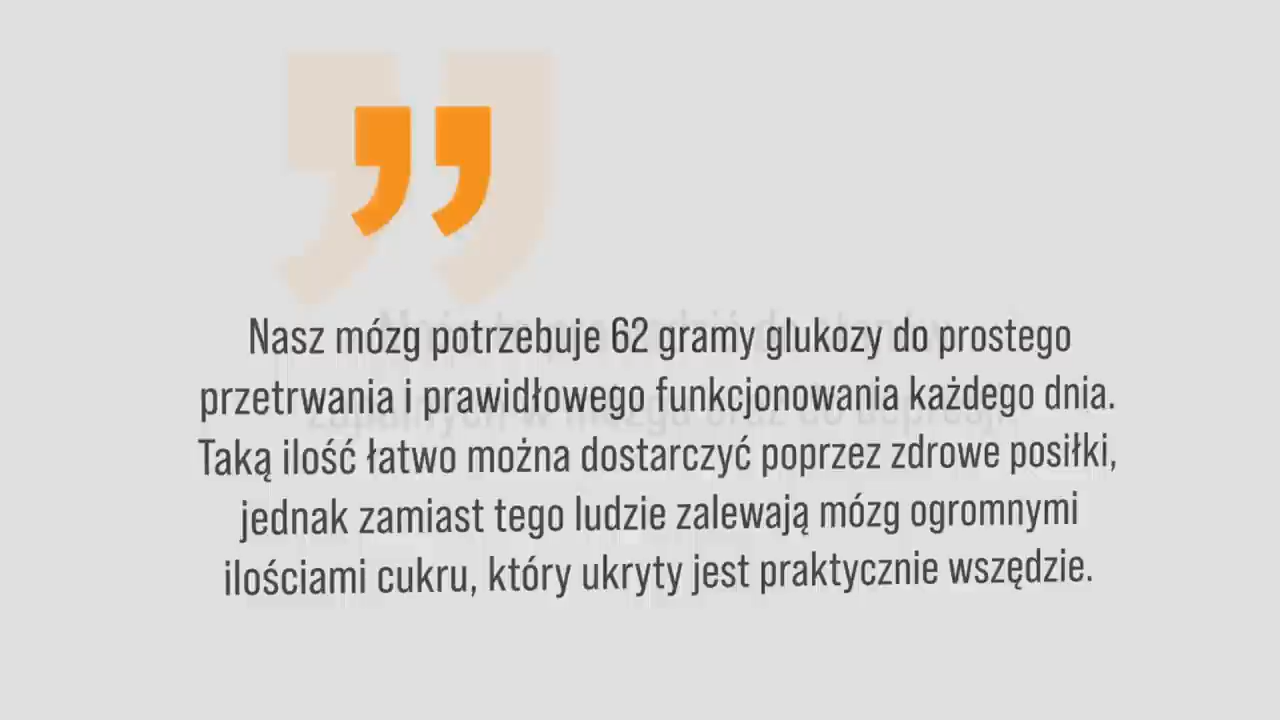 Nasz mózg potrzebuje 62 gramy glukozy do prostego
przetrwania i prawidłowego funkcjonowania każdego dnia.
Taką ilość łatwo można dostarczyć poprzez zdrowe posiłki,
jednak zamiast tego ludzie zalewają mózg ogromnymi
ilościami cukru, który ukryty jest praktycznie wszędzie.